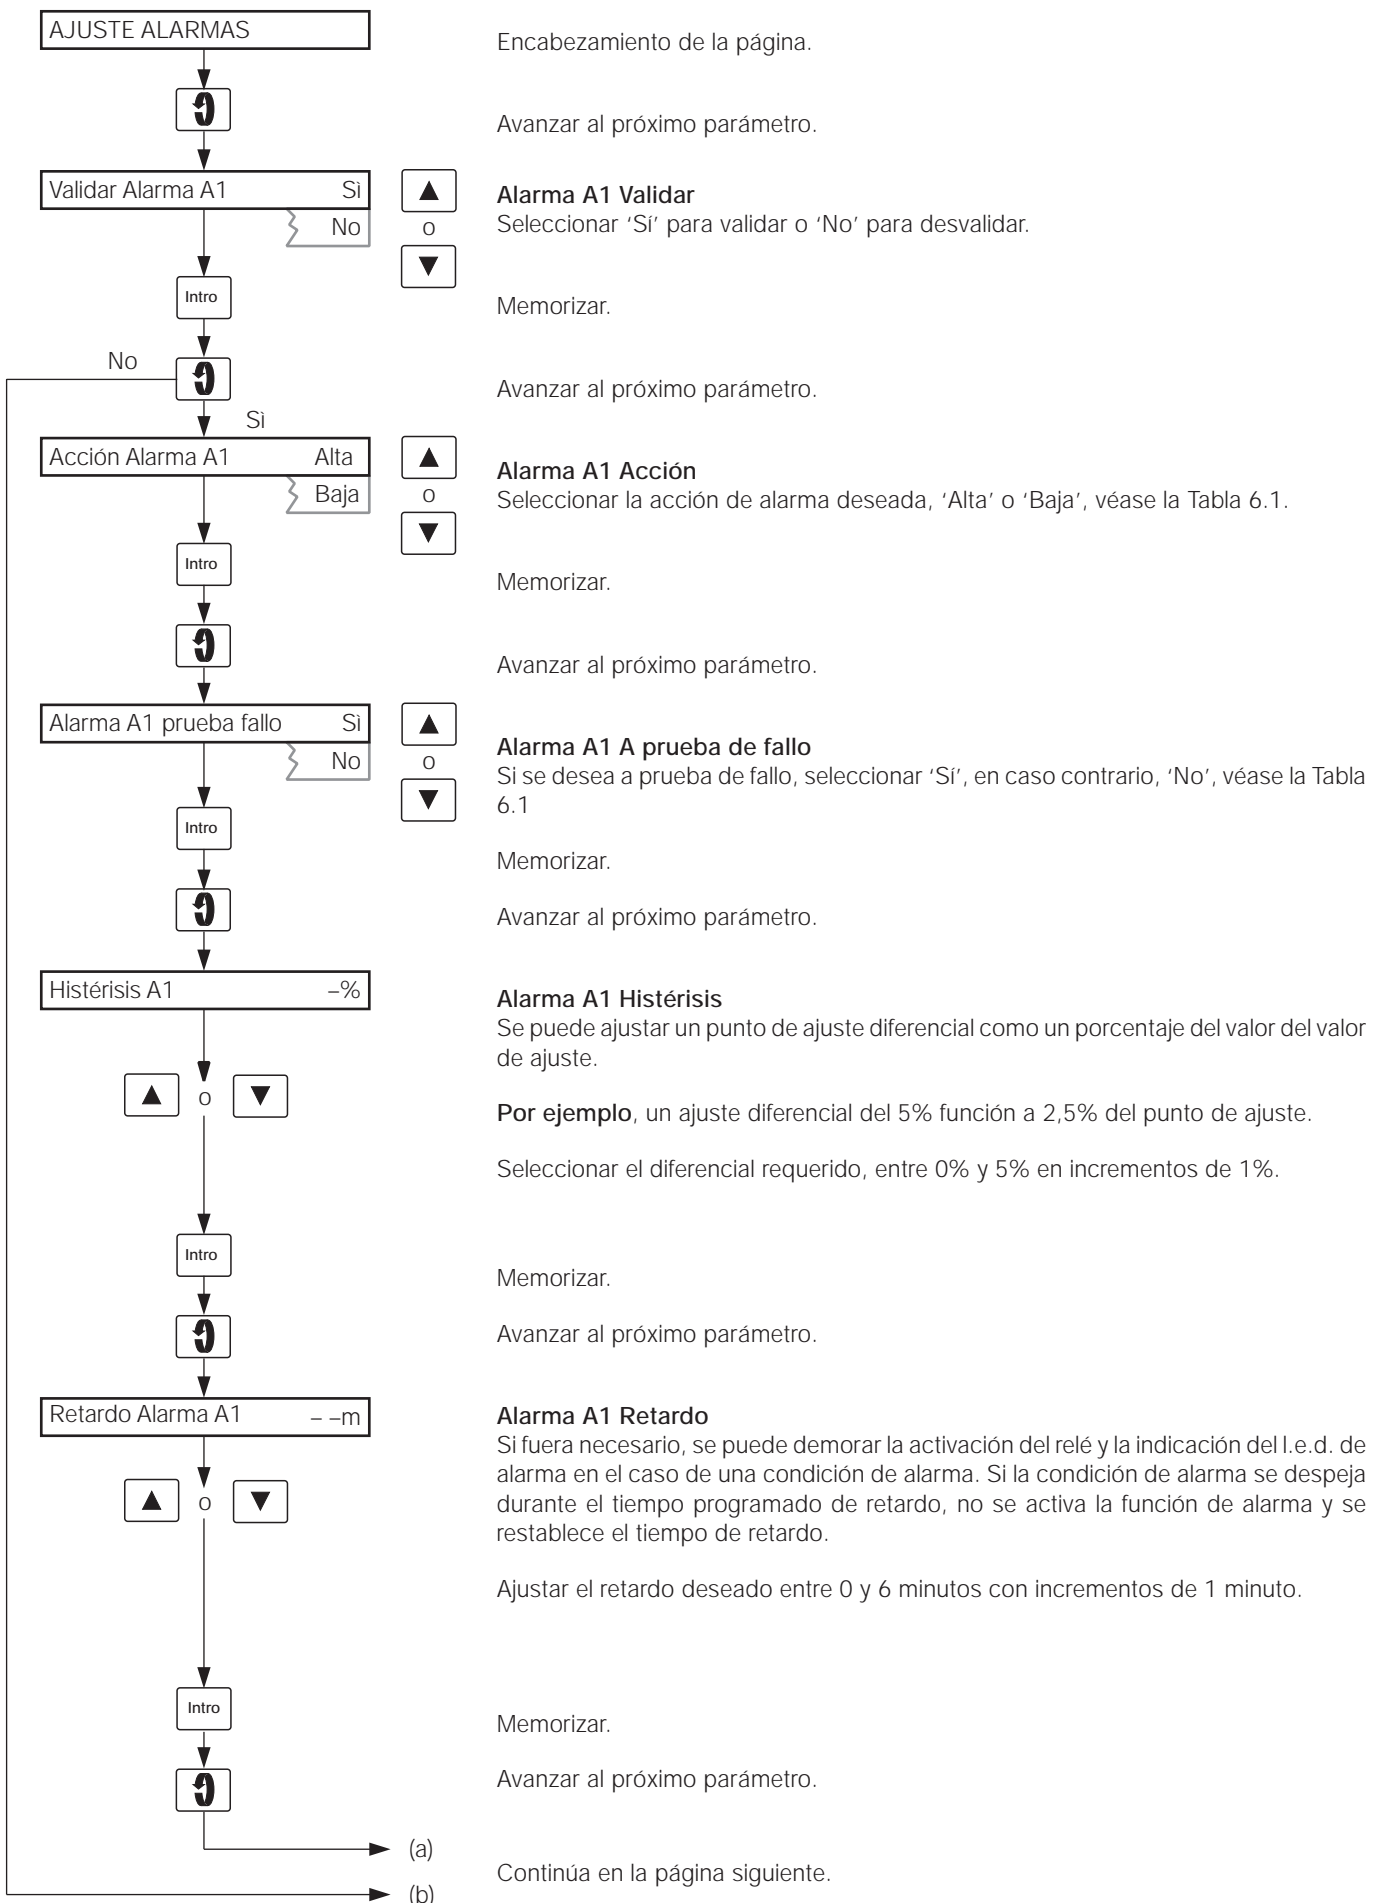 AJUSTE ALARMAS
Encabezamiento de la página.
Avanzar al próximo parámetro.
Validar Alarma A1 Sì
No
o
Alarma A1 Validar
Seleccionar ‘Sí’ para validar o ‘No’ para desvalidar.
Intro
Memorizar.
No
Avanzar al próximo parámetro.
Sì
Acción Alarma A1 Alta
Baja
o
Alarma A1 Acción
Seleccionar la acción de alarma deseada, ‘Alta’ o ‘Baja’, véase la Tabla 6.1.
Intro
Memorizar.
Avanzar al próximo parámetro.
Alarma A1 prueba fallo Sì
No
o
Alarma A1 A prueba de fallo
Si se desea a prueba de fallo, seleccionar ‘Sí’, en caso contrario, ‘No’, véase la Tabla
6.1
Intro
Memorizar.
Avanzar al próximo parámetro.
Histérisis A1 –%
Alarma A1 Histérisis
Se puede ajustar un punto de ajuste diferencial como un porcentaje del valor del valor
de ajuste.
o
Por ejemplo, un ajuste diferencial del 5% función a 2,5% del punto de ajuste.
Seleccionar el diferencial requerido, entre 0% y 5% en incrementos de 1%.
Intro
Memorizar.
Avanzar al próximo parámetro.
Retardo Alarma A1 – –m
Alarma A1 Retardo
Si fuera necesario, se puede demorar la activación del relé y la indicación del l.e.d. de
alarma en el caso de una condición de alarma. Si la condición de alarma se despeja
durante el tiempo programado de retardo, no se activa la función de alarma y se
restablece el tiempo de retardo.
o
Ajustar el retardo deseado entre 0 y 6 minutos con incrementos de 1 minuto.
Intro
Memorizar.
Avanzar al próximo parámetro.
(a)
Continúa en la página siguiente.
(b)